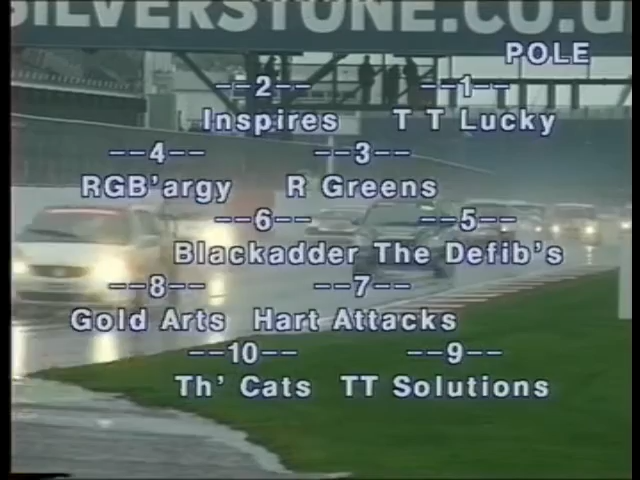 SILVERSTONE.CO.U
POLE
--2-- --1--
Inspires T T Lucky
--4-- --3--
RGB'argy R Greens
--6-- --5--
Blackadder The Defib's
--8-- --7--
Gold Arts Hart Attacks
--10-- --9--
Th' Cats TT Solutions